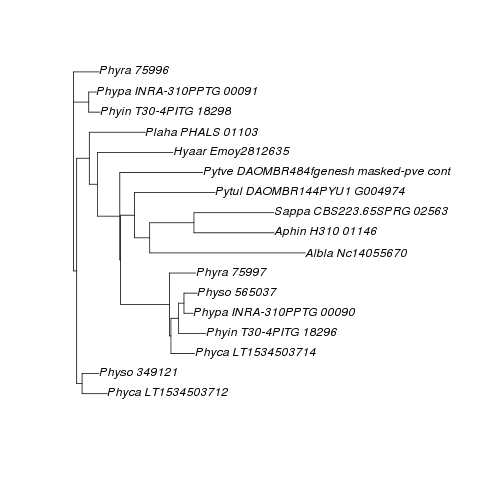 Phyra 75996
Phypa INRA-310PPTG 00091
Phyin T30-4PITG 18298
Plaha PHALS 01103
Hyaar Emoy2812635
Pytve DAOMBR484fgenesh masked-pve cont
Pytul DAOMBR144PYU1 G004974
Sappa CBS223.65SPRG 02563
Aphin H310 01146
Albla Nc14055670
Phyra 75997
Physo 565037
Phypa INRA-310PPTG 00090
Phyin T30-4PITG 18296
Phyca LT1534503714
Physo 349121
Phyca LT1534503712